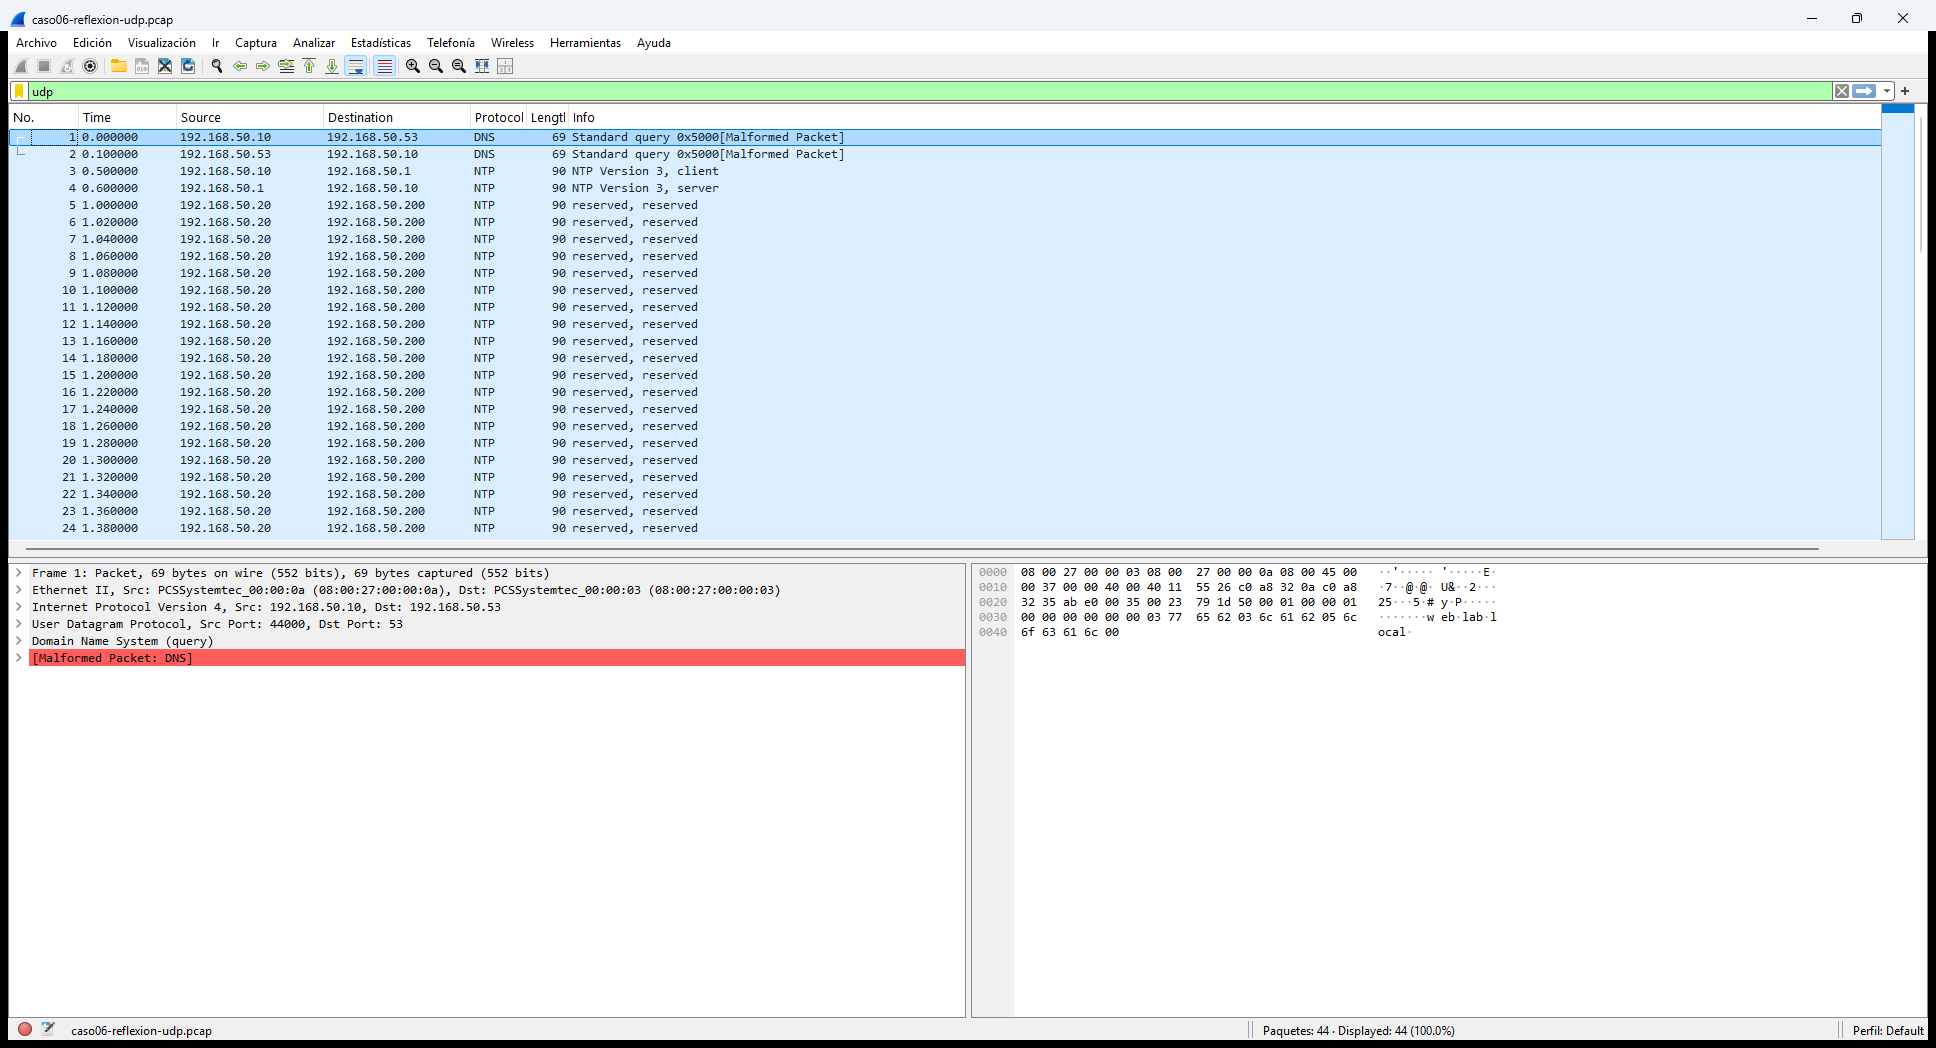 caso06-reflexion-udp.pcap
Archivo Edición Visualización Ir Captura Analizar Estadísticas Telefonía Wireless Herramientas Ayuda
udp
No. Time Source Destination Protocol Lengtl Info
1 0.000000 192.168.50.10 192.168.50.53 DNS 69 Standard query 0x5000[Malformed Packet]
2 0.100000 192.168.50.53 192.168.50.10 DNS 69 Standard query 0x5000[Malformed Packet]
3 0.500000 192.168.50.10 192.168.50.1 NTP 90 NTP Version 3, client
4 0.600000 192.168.50.1 192.168.50.10 NTP 90 NTP Version 3, server
5 1.000000 192.168.50.20 192.168.50.200 NTP 90 reserved, reserved
6 1.020000 192.168.50.20 192.168.50.200 NTP 90 reserved, reserved
7 1.040000 192.168.50.20 192.168.50.200 NTP 90 reserved, reserved
8 1.060000 192.168.50.20 192.168.50.200 NTP 90 reserved, reserved
9 1.080000 192.168.50.20 192.168.50.200 NTP 90 reserved, reserved
10 1.100000 192.168.50.20 192.168.50.200 NTP 90 reserved, reserved
11 1.120000 192.168.50.20 192.168.50.200 NTP 90 reserved, reserved
12 1.140000 192.168.50.20 192.168.50.200 NTP 90 reserved, reserved
13 1.160000 192.168.50.20 192.168.50.200 NTP 90 reserved, reserved
14 1.180000 192.168.50.20 192.168.50.200 NTP 90 reserved, reserved
15 1.200000 192.168.50.20 192.168.50.200 NTP 90 reserved, reserved
16 1.220000 192.168.50.20 192.168.50.200 NTP 90 reserved, reserved
17 1.240000 192.168.50.20 192.168.50.200 NTP 90 reserved, reserved
18 1.260000 192.168.50.20 192.168.50.200 NTP 90 reserved, reserved
19 1.280000 192.168.50.20 192.168.50.200 NTP 90 reserved, reserved
20 1.300000 192.168.50.20 192.168.50.200 NTP 90 reserved, reserved
21 1.320000 192.168.50.20 192.168.50.200 NTP 90 reserved, reserved
22 1.340000 192.168.50.20 192.168.50.200 NTP 90 reserved, reserved
23 1.360000 192.168.50.20 192.168.50.200 NTP 90 reserved, reserved
24 1.380000 192.168.50.20 192.168.50.200 NTP 90 reserved, reserved
Frame 1: Packet, 69 bytes on wire (552 bits), 69 bytes captured (552 bits)
Ethernet II, Src: PCSSystemtec_00:00:0a (08:00:27:00:00:0a), Dst: PCSSystemtec_00:00:03 (08:00:27:00:00:03)
Internet Protocol Version 4, Src: 192.168.50.10, Dst: 192.168.50.53
User Datagram Protocol, Src Port: 44000, Dst Port: 53
Domain Name System (query)
[Malformed Packet: DNS]
0000 08 00 27 00 00 03 08 00 27 00 00 0a 08 00 45 00 ··'····· '·····E·
0010 00 37 00 00 40 00 40 11 55 26 c0 a8 32 0a c0 a8 ·7··@·@· U&··2···
0020 32 35 ab e0 00 35 00 23 79 1d 50 00 01 00 00 01 25···5·# y·P·····
0030 00 00 00 00 00 00 03 77 65 62 03 6c 61 62 05 6c ·······w eb·lab·l
0040 6f 63 61 6c 00 ocal·
caso06-reflexion-udp.pcap
Paquetes: 44 · Displayed: 44 (100.0%)
Perfil: Default